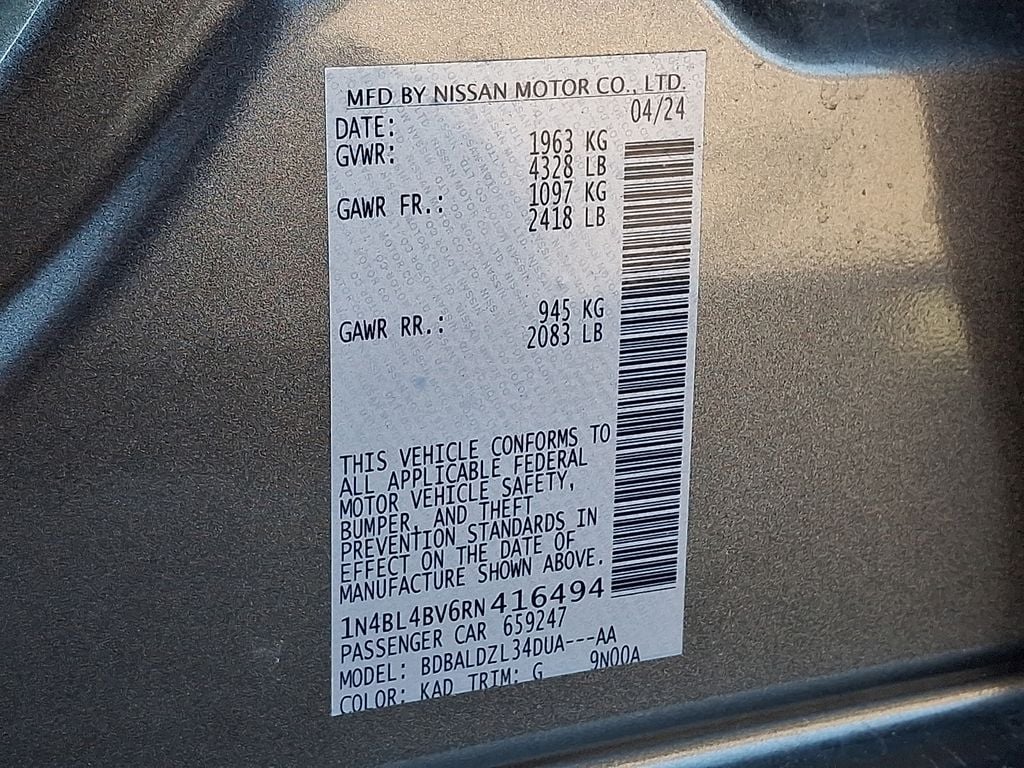 MFD BY NISSAN MOTOR CO., LTD.
DATE: 04/24
GVWR: 1963 KG
4328 LB
GAWR FR.: 1097 KG
2418 LB
GAWR RR.: 945 KG
2083 LB
THIS VEHICLE CONFORMS TO
ALL APPLICABLE FEDERAL
MOTOR VEHICLE SAFETY,
BUMPER, AND THEFT
PREVENTION STANDARDS IN
EFFECT ON THE DATE OF
MANUFACTURE SHOWN ABOVE.
1N4BL4BV6RN416494
PASSENGER CAR 659247
MODEL: BDBALDZL34DUA---AA
COLOR: KAD TRIM: G 9N00A